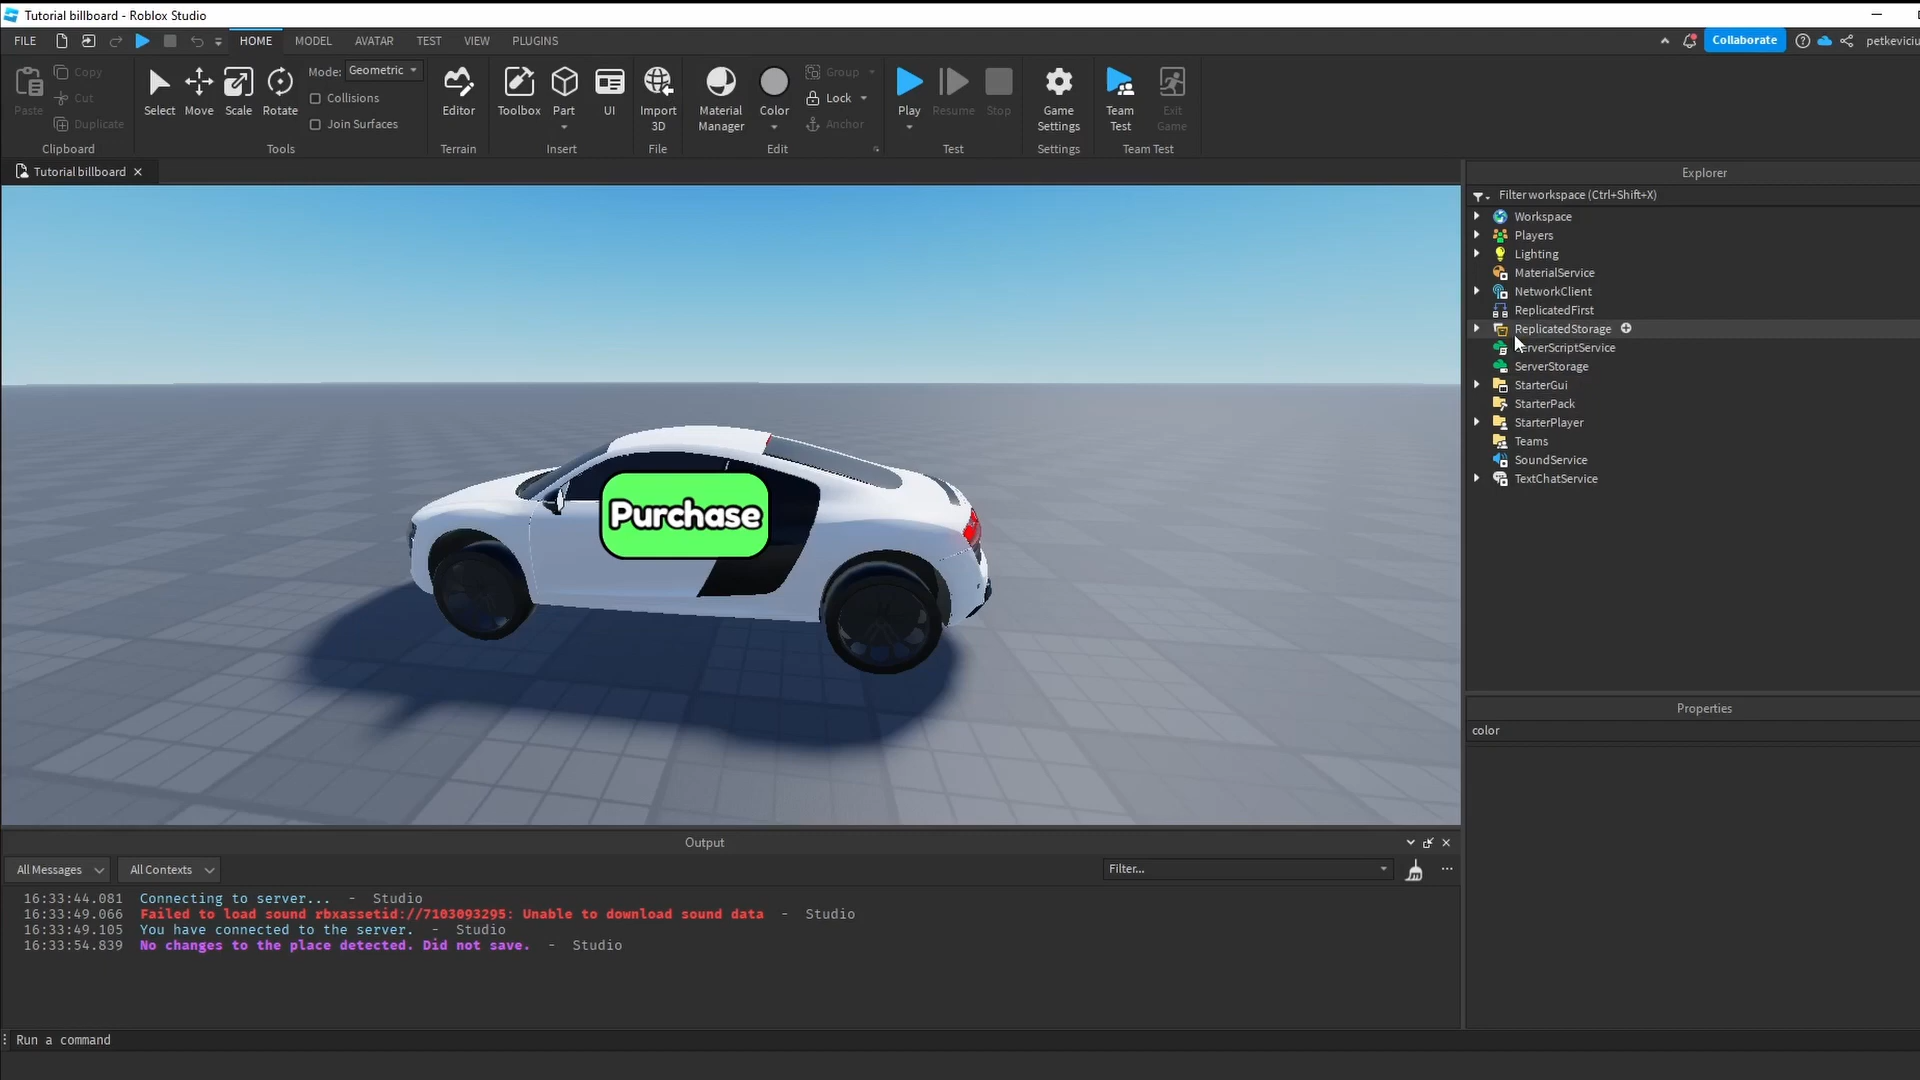 Tutorial billboard - Roblox Studio
FILE
HOME
MODEL
AVATAR
TEST
VIEW
PLUGINS
Collaborate
Paste
Copy
Cut
Duplicate
Clipboard
Select
Move
Scale
Rotate
Mode:
Geometric
Collisions
Join Surfaces
Tools
Editor
Terrain
Toolbox
Part
UI
Insert
Import
3D
File
Material
Manager
Color
Group
Lock
Anchor
Edit
Play
Resume
Stop
Test
Game
Settings
Settings
Team
Test
Exit
Game
Team Test
Tutorial billboard
Purchase
Explorer
Filter workspace (Ctrl+Shift+X)
Workspace
Players
Lighting
MaterialService
NetworkClient
ReplicatedFirst
ReplicatedStorage
erverScriptService
ServerStorage
StarterGui
StarterPack
StarterPlayer
Teams
SoundService
TextChatService
Properties
color
Output
All Messages
All Contexts
Filter...
16:33:44.081 Connecting to server... - Studio
16:33:49.066 Failed to load sound rbxassetid://7103093295: Unable to download sound data - Studio
16:33:49.105 You have connected to the server. - Studio
16:33:54.839 No changes to the place detected. Did not save. - Studio
Run a command